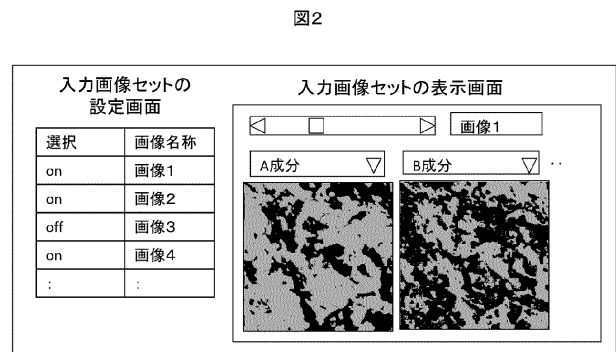 図2
入力画像セットの
設定画面
選択 画像名称
on 画像1
on 画像2
off 画像3
on 画像4
: :
入力画像セットの表示画面
画像1
A成分 B成分 ‥